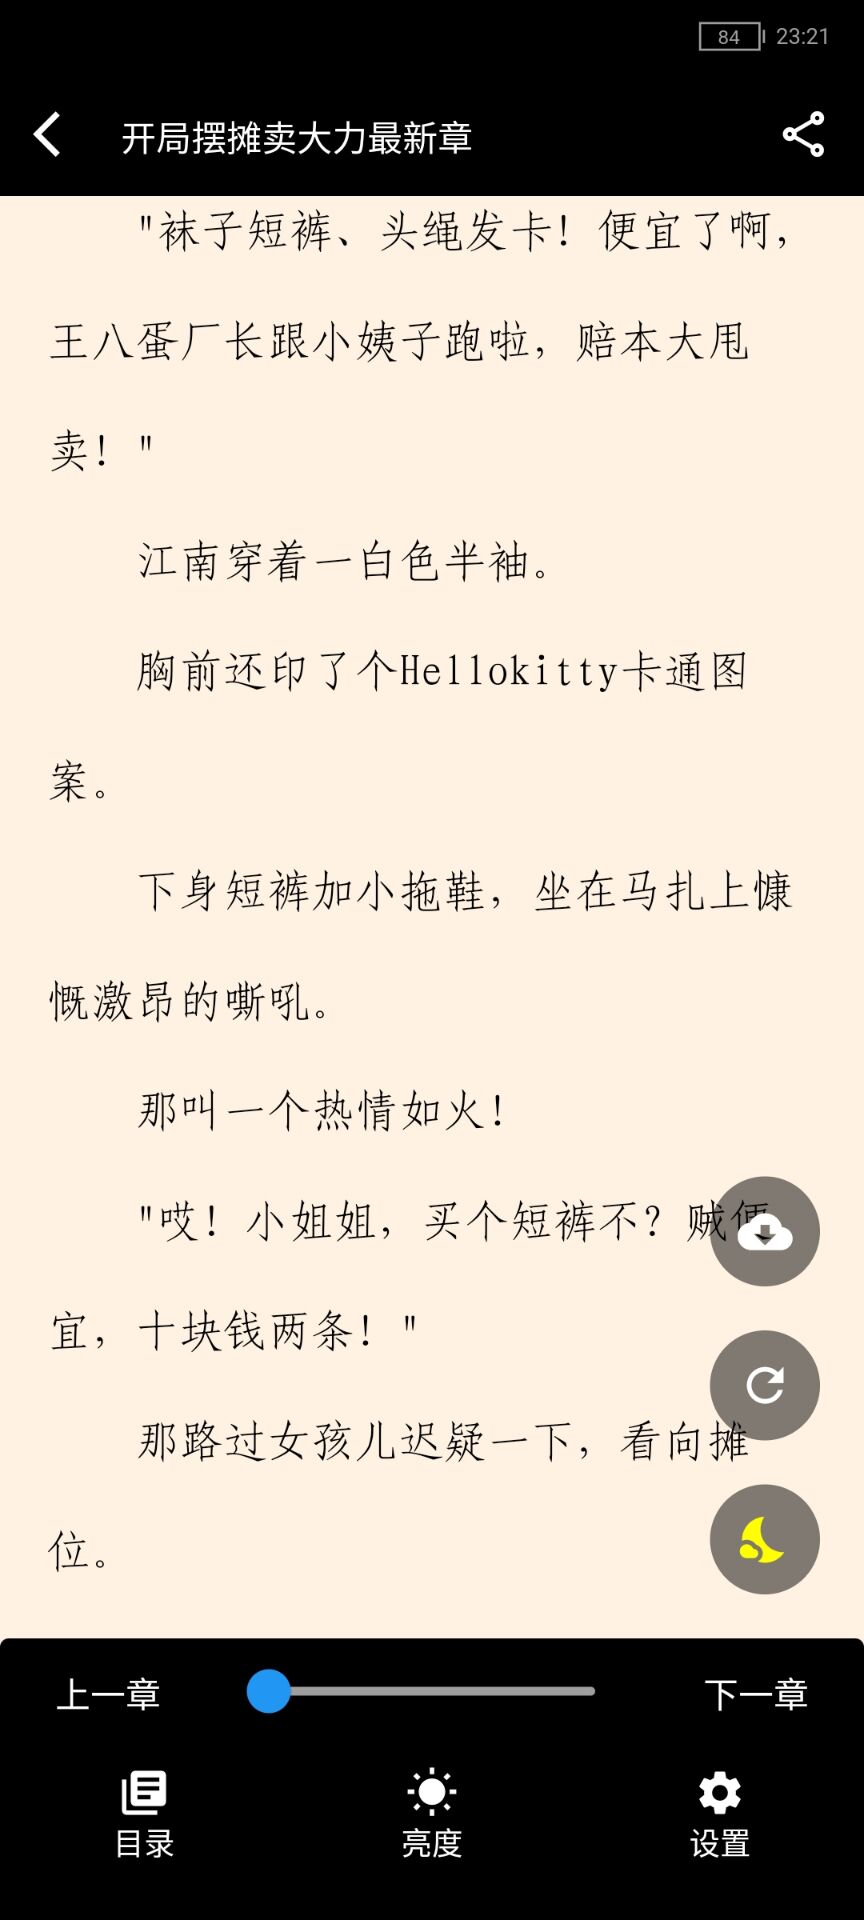 84 23:21
开局摆摊卖大力最新章
"袜子短裤、头绳发卡！便宜了啊，
王八蛋厂长跟小姨子跑啦，赔本大甩
卖！"
江南穿着一白色半袖。
胸前还印了个Hellokitty卡通图
案。
下身短裤加小拖鞋，坐在马扎上慷
慨激昂的嘶吼。
那叫一个热情如火！
"哎！小姐姐，买个短裤不？贼便
宜，十块钱两条！"
那路过女孩儿迟疑一下，看向摊
位。
上一章 下一章
目录 亮度 设置